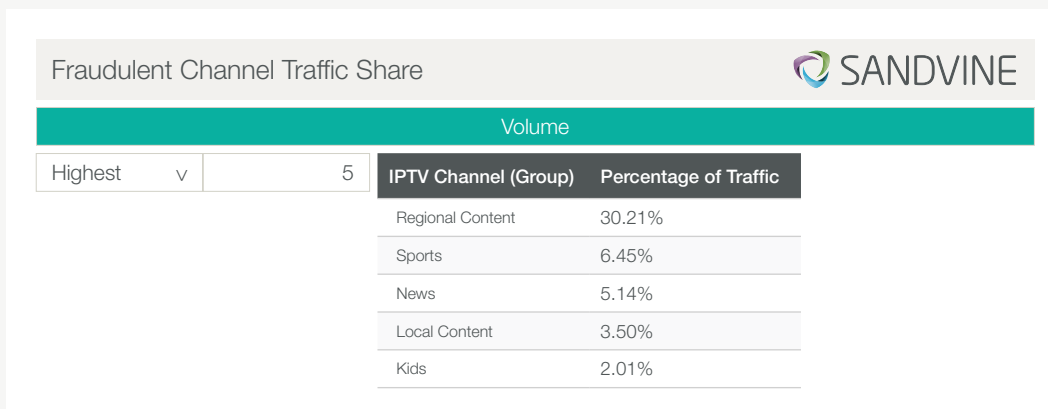 Fraudulent Channel Traffic Share
SANDVINE
Volume
Highest v 5
IPTV Channel (Group) Percentage of Traffic
Regional Content 30.21%
Sports 6.45%
News 5.14%
Local Content 3.50%
Kids 2.01%